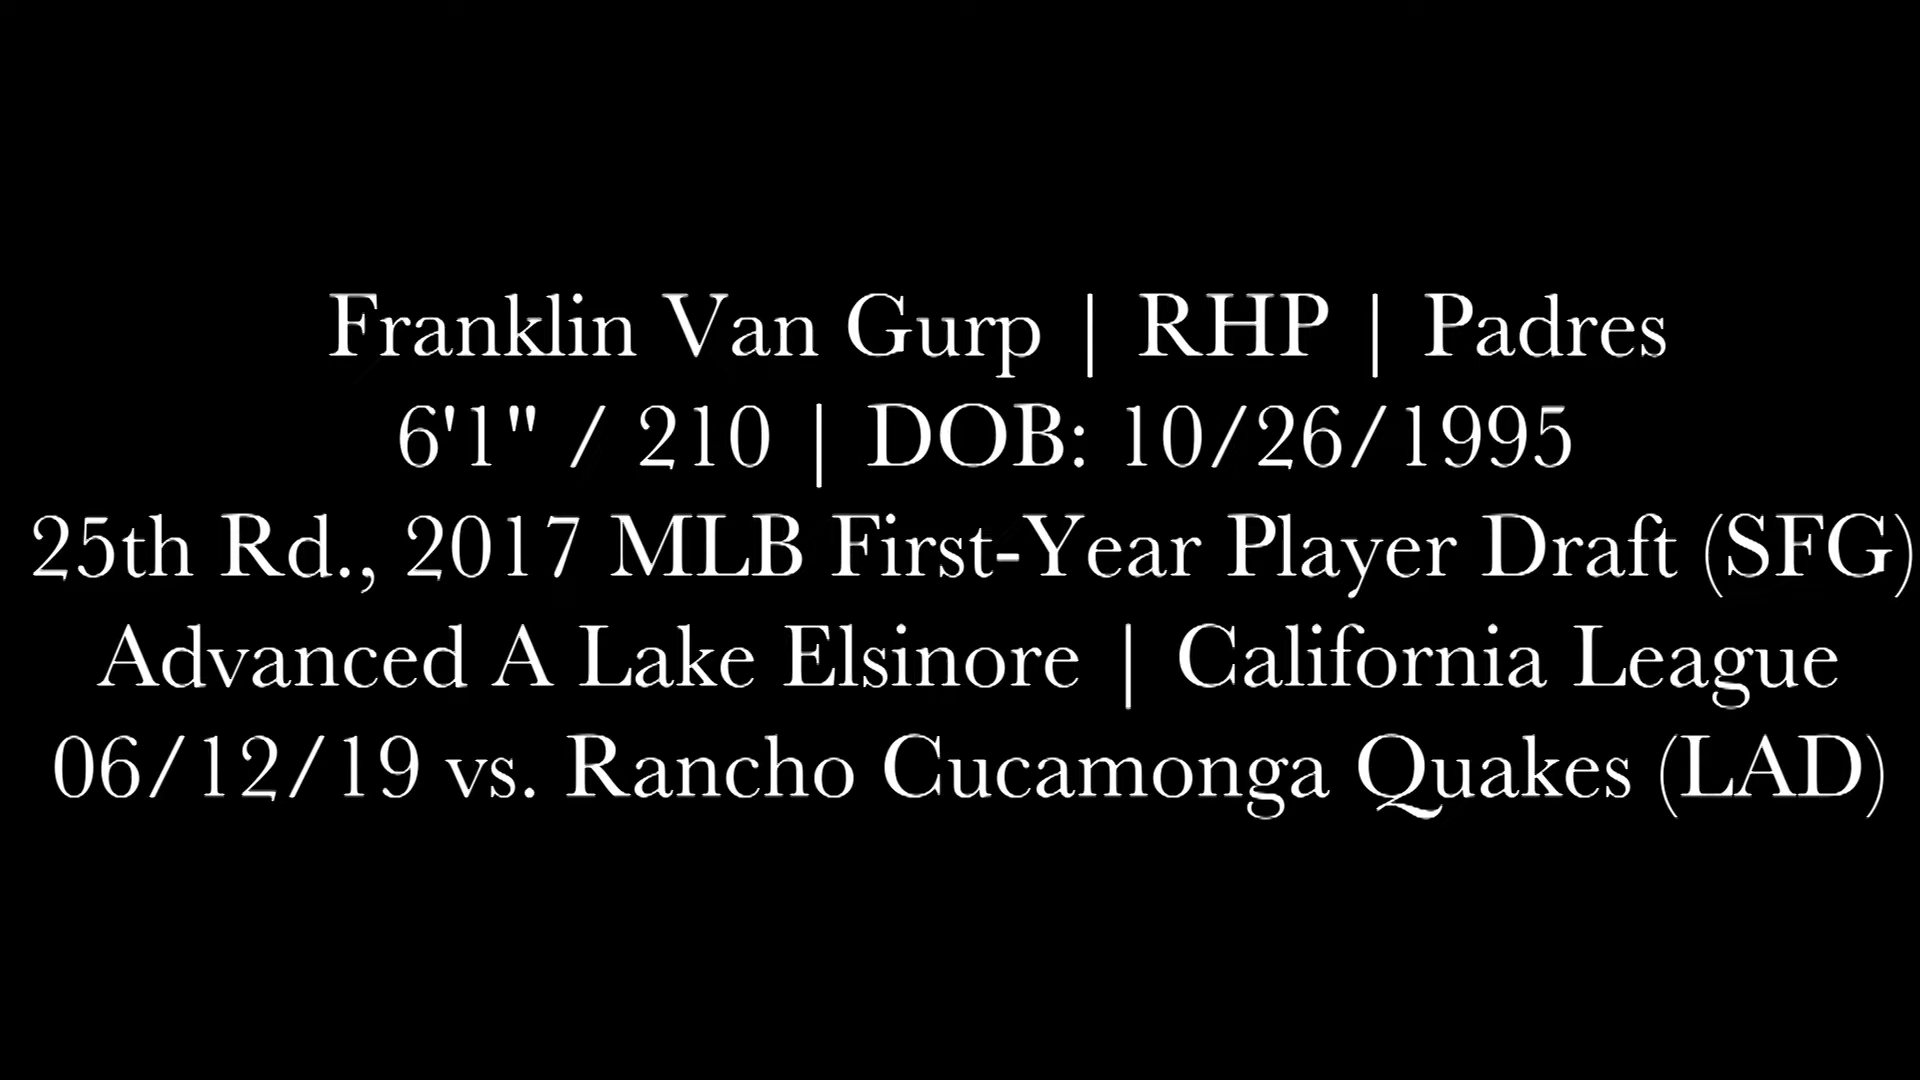 Franklin Van Gurp | RHP | Padres
6'1" / 210 | DOB: 10/26/1995
25th Rd., 2017 MLB First-Year Player Draft (SFG)
Advanced A Lake Elsinore | California League
06/12/19 vs. Rancho Cucamonga Quakes (LAD)